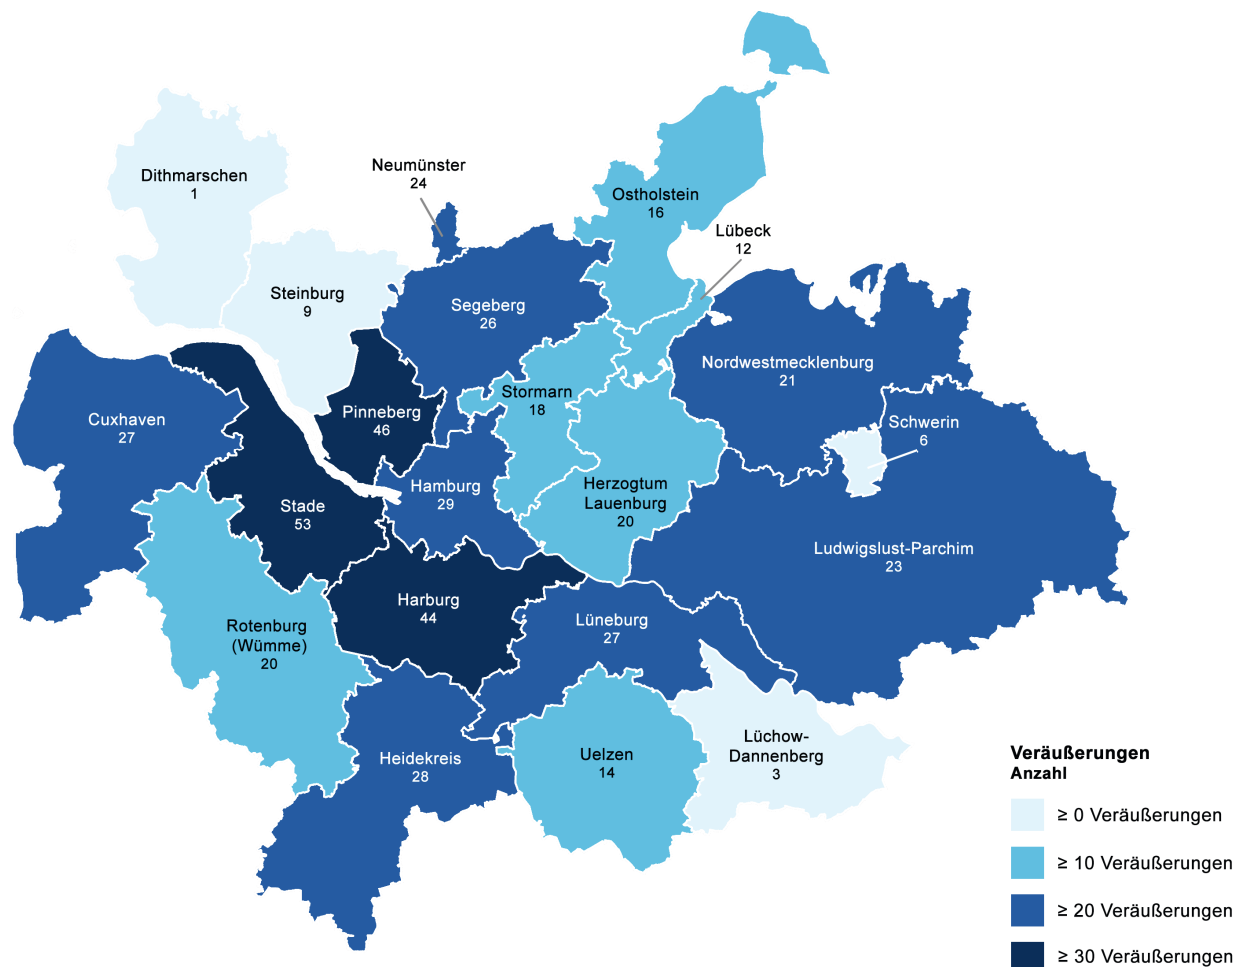 Dithmarschen
1
Neumünster
24
Ostholstein
16
Lübeck
12
Steinburg
9
Segeberg
26
Nordwestmecklenburg
21
Stormarn
18
Cuxhaven
27
Pinneberg
46
Schwerin
6
Hamburg
29
Herzogtum
Lauenburg
20
Stade
53
Ludwigslust-Parchim
23
Harburg
44
Lüneburg
27
Rotenburg
(Wümme)
20
Heidekreis
28
Uelzen
14
Lüchow-
Dannenberg
3
Veräußerungen
Anzahl
≥ 0 Veräußerungen
≥ 10 Veräußerungen
≥ 20 Veräußerungen
≥ 30 Veräußerungen